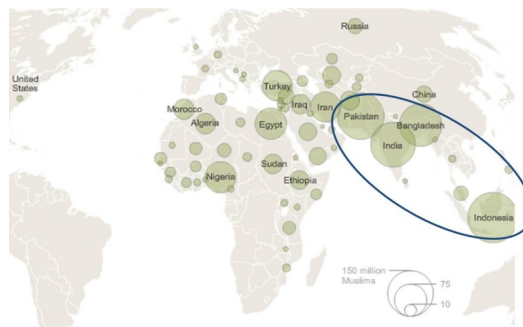 Russia
United
States
China
Turkey
Morocco
Iraq
Iran
Algeria
Egypt
Pakistan
Bangladesh
India
Sudan
Nigeria
Ethiopia
Indonesia
150 million
Muslims
75
10